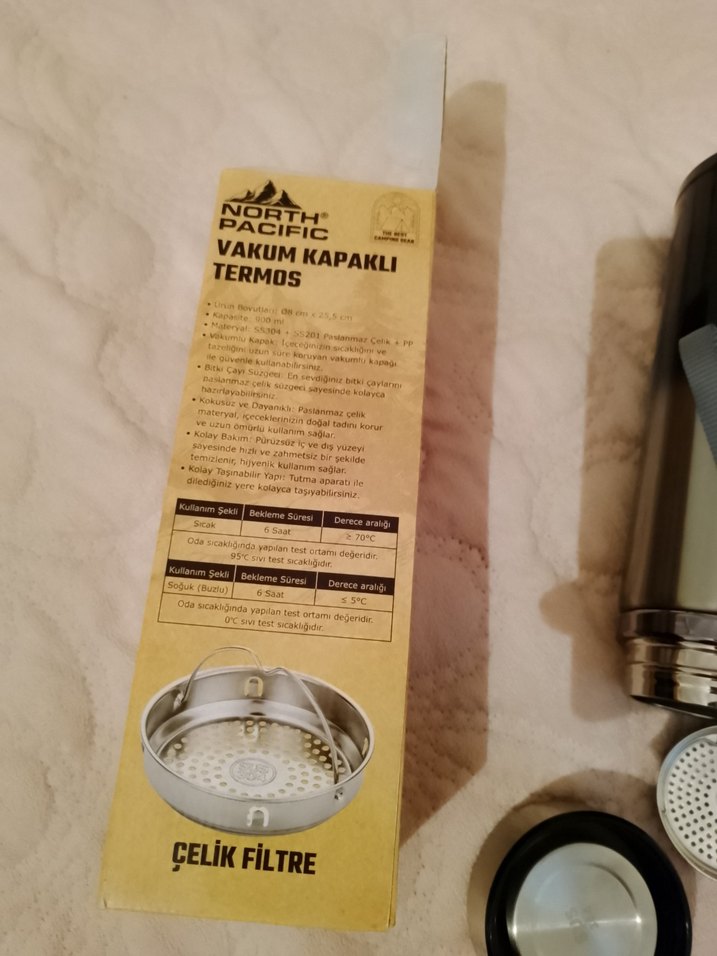 NORTH®
PACIFIC
THE BEST
CAMPING GEAR
VAKUM KAPAKLI
TERMOS
• Ürün Boyutları: Ø8 cm x 25,5 cm
• Kapasite: 900 ml
• Materyal: SS304 + SS201 Paslanmaz Çelik + PP
• Vakumlu Kapak: İçeceğinizin sıcaklığını ve
tazeliğini uzun süre koruyan vakumlu kapağı
ile güvenle kullanabilirsiniz.
• Bitki Çayı Süzgeci: En sevdiğiniz bitki çaylarını
paslanmaz çelik süzgeci sayesinde kolayca
hazırlayabilirsiniz.
• Kokusuz ve Dayanıklı: Paslanmaz çelik
materyal, içeceklerinizin doğal tadını korur
ve uzun ömürlü kullanım sağlar.
• Kolay Bakım: Pürüzsüz iç ve dış yüzeyi
sayesinde hızlı ve zahmetsiz bir şekilde
temizlenir, hijyenik kullanım sağlar.
• Kolay Taşınabilir Yapı: Tutma aparatı ile
dilediğiniz yere kolayca taşıyabilirsiniz.
Kullanım Şekli Bekleme Süresi Derece aralığı
Sıcak 6 Saat ≥ 70°C
Oda sıcaklığında yapılan test ortamı değeridir.
95°C sıvı test sıcaklığıdır.
Kullanım Şekli Bekleme Süresi Derece aralığı
Soğuk (Buzlu) 6 Saat ≤ 5°C
Oda sıcaklığında yapılan test ortamı değeridir.
0°C sıvı test sıcaklığıdır.
ÇELİK FİLTRE